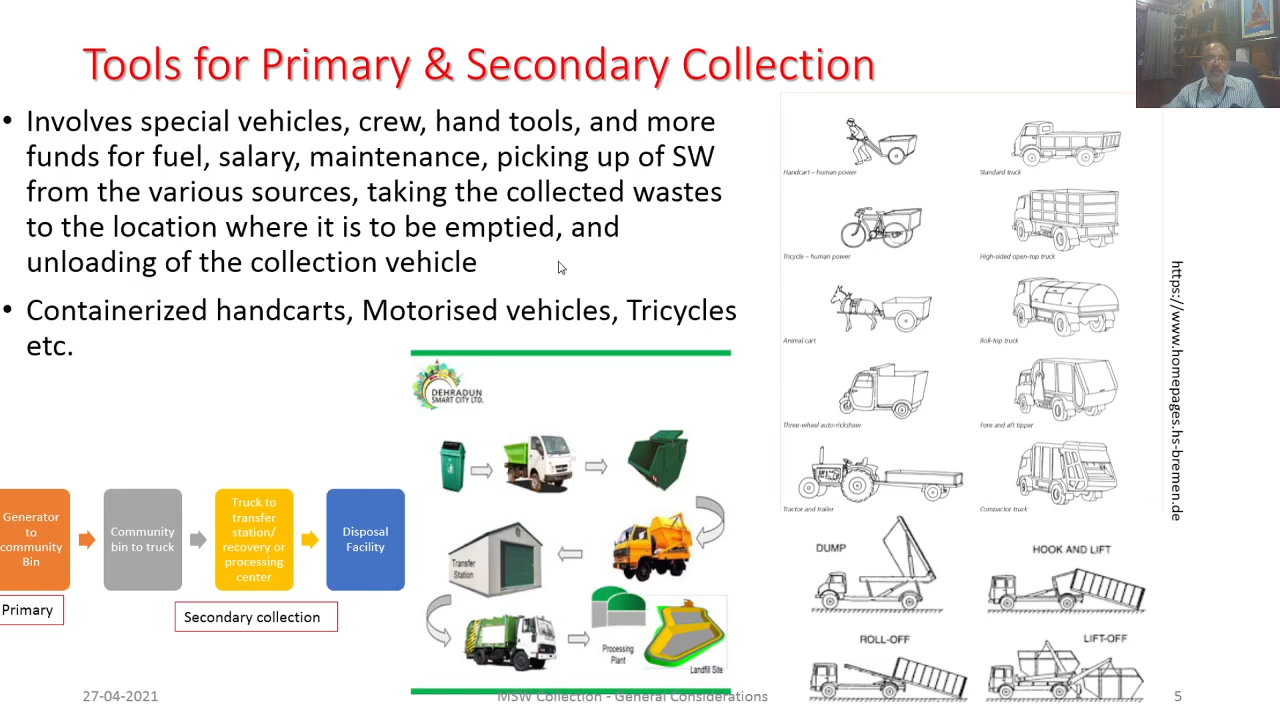 Tools for Primary & Secondary Collection
• Involves special vehicles, crew, hand tools, and more
funds for fuel, salary, maintenance, picking up of SW
from the various sources, taking the collected wastes
to the location where it is to be emptied, and
unloading of the collection vehicle
• Containerized handcarts, Motorised vehicles, Tricycles
etc.
Generator
to
community
Bin
Community
bin to truck
Truck to
transfer
station/
recovery or
processing
center
Disposal
Facility
Primary
Secondary collection
DEHRADUN
SMART CITY LTD.
Transfer
Station
Processing
Plant
Landfill Site
Handcart – human power
Standard truck
Tricycle – human power
High-sided open-top truck
Animal cart
Roll-top truck
Three-wheel auto-rickshaw
Fore and aft tipper
Tractor and trailer
Compactor truck
DUMP
HOOK AND LIFT
ROLL-OFF
LIFT-OFF
https://www.homepages.hs-bremen.de
27-04-2021
MSW Collection - General Considerations
5